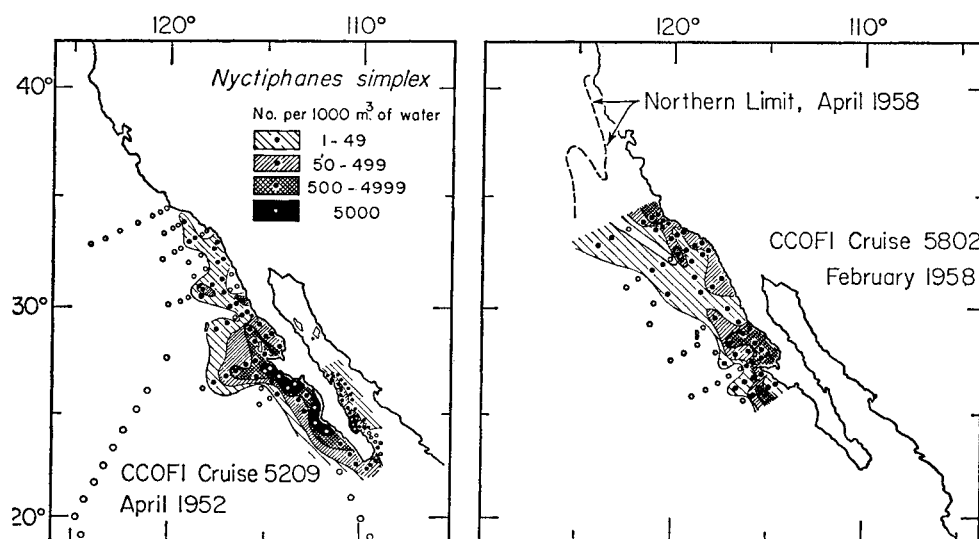 120° 110°
40°
30°
20°
Nyctiphanes simplex
No. per 1000 m.³ of water
1-49
50-499
500-4999
5000
CCOFI Cruise 5209
April 1952
120° 110°
Northern Limit, April 1958
CCOFI Cruise 5802
February 1958